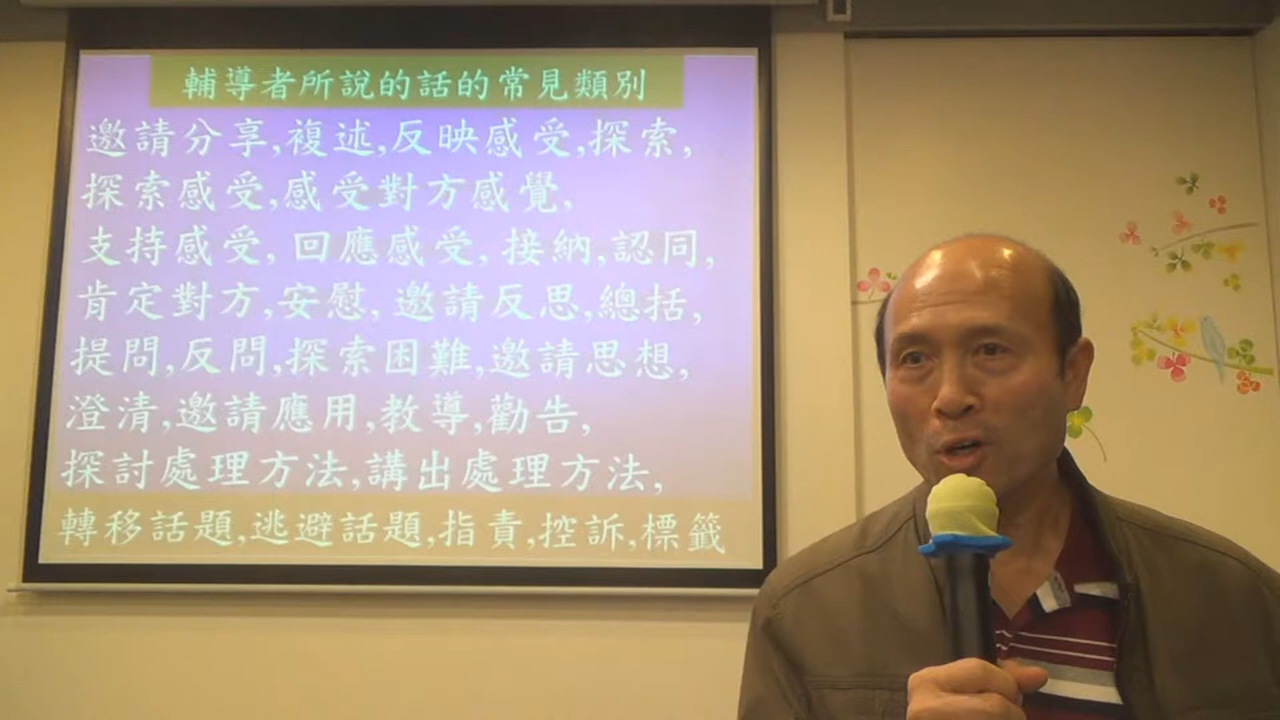 輔導者所說的話的常見類別
邀請分享,複述,反映感受,探索,
探索感受,感受對方感覺,
支持感受, 回應感受, 接納,認同,
肯定對方,安慰, 邀請反思,總括,
提問,反問,探索困難,邀請思想,
澄清,邀請應用,教導,勸告,
探討處理方法,講出處理方法,
轉移話題,逃避話題,指責,控訴,標籤